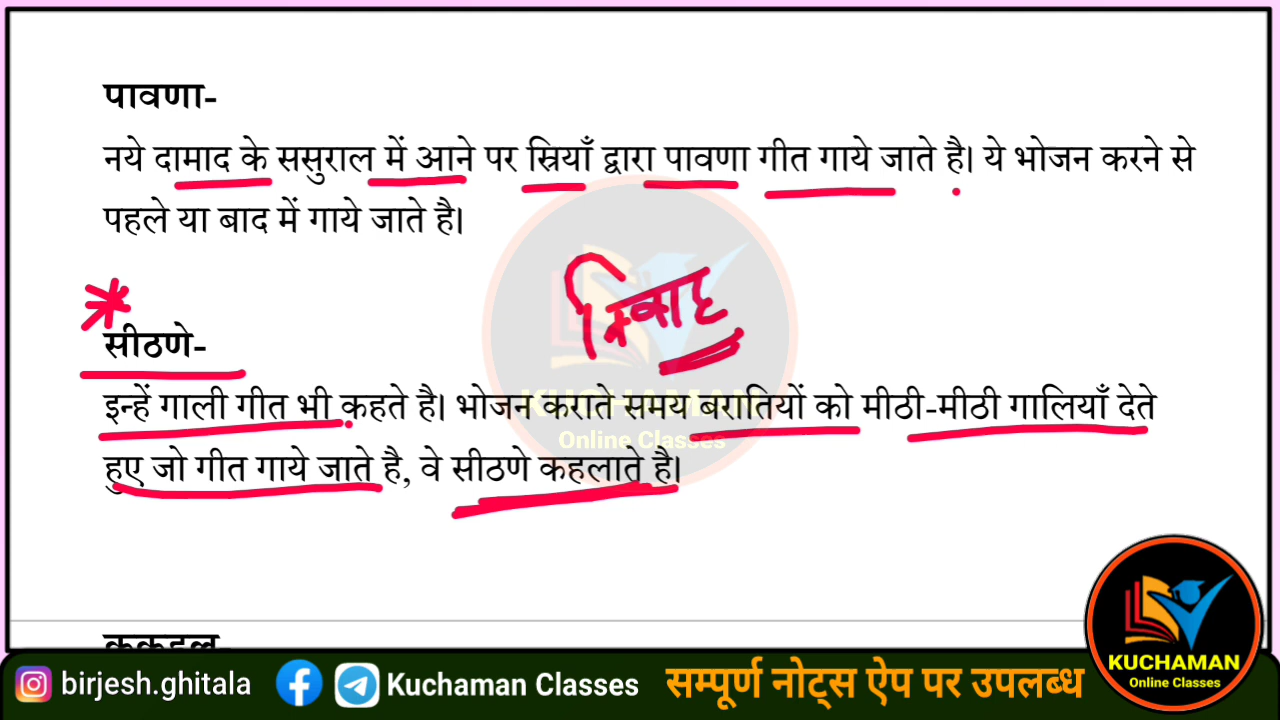 पावणा-
नये दामाद के ससुराल में आने पर स्रियाँ द्वारा पावणा गीत गाये जाते है। ये भोजन करने से
पहले या बाद में गाये जाते है।
विवाह
सीठणे-
इन्हें गाली गीत भी कहते है। भोजन कराते समय बरातियों को मीठी-मीठी गालियाँ देते
हुए जो गीत गाये जाते है, वे सीठणे कहलाते है।
KUCHAMAN
Online Classes
birjesh.ghitala
Kuchaman Classes
सम्पूर्ण नोट्स ऐप पर उपलब्ध
KUCHAMAN
Online Classes